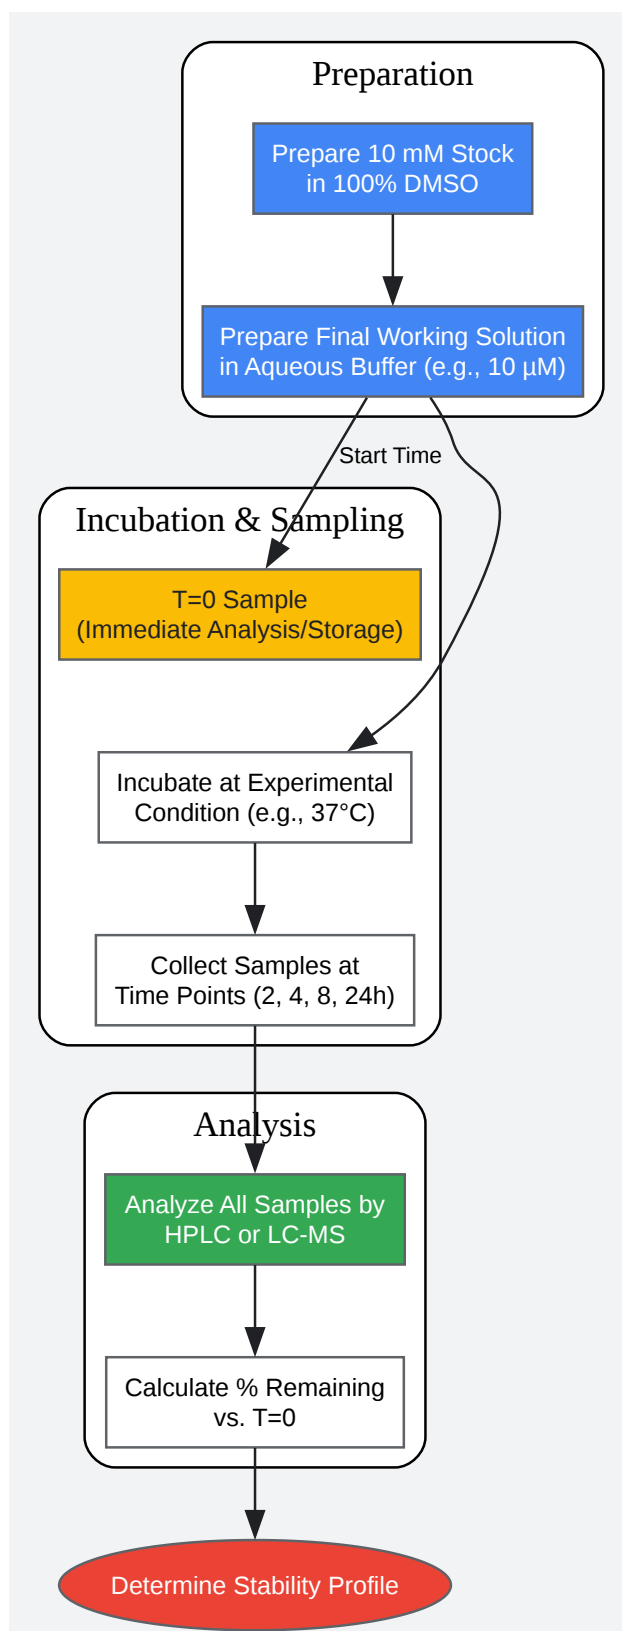 Preparation
Prepare 10 mM Stock
in 100% DMSO
Prepare Final Working Solution
in Aqueous Buffer (e.g., 10 µM)
Start Time
Incubation & Sampling
T=0 Sample
(Immediate Analysis/Storage)
Incubate at Experimental
Condition (e.g., 37°C)
Collect Samples at
Time Points (2, 4, 8, 24h)
Analysis
Analyze All Samples by
HPLC or LC-MS
Calculate % Remaining
vs. T=0
Determine Stability Profile